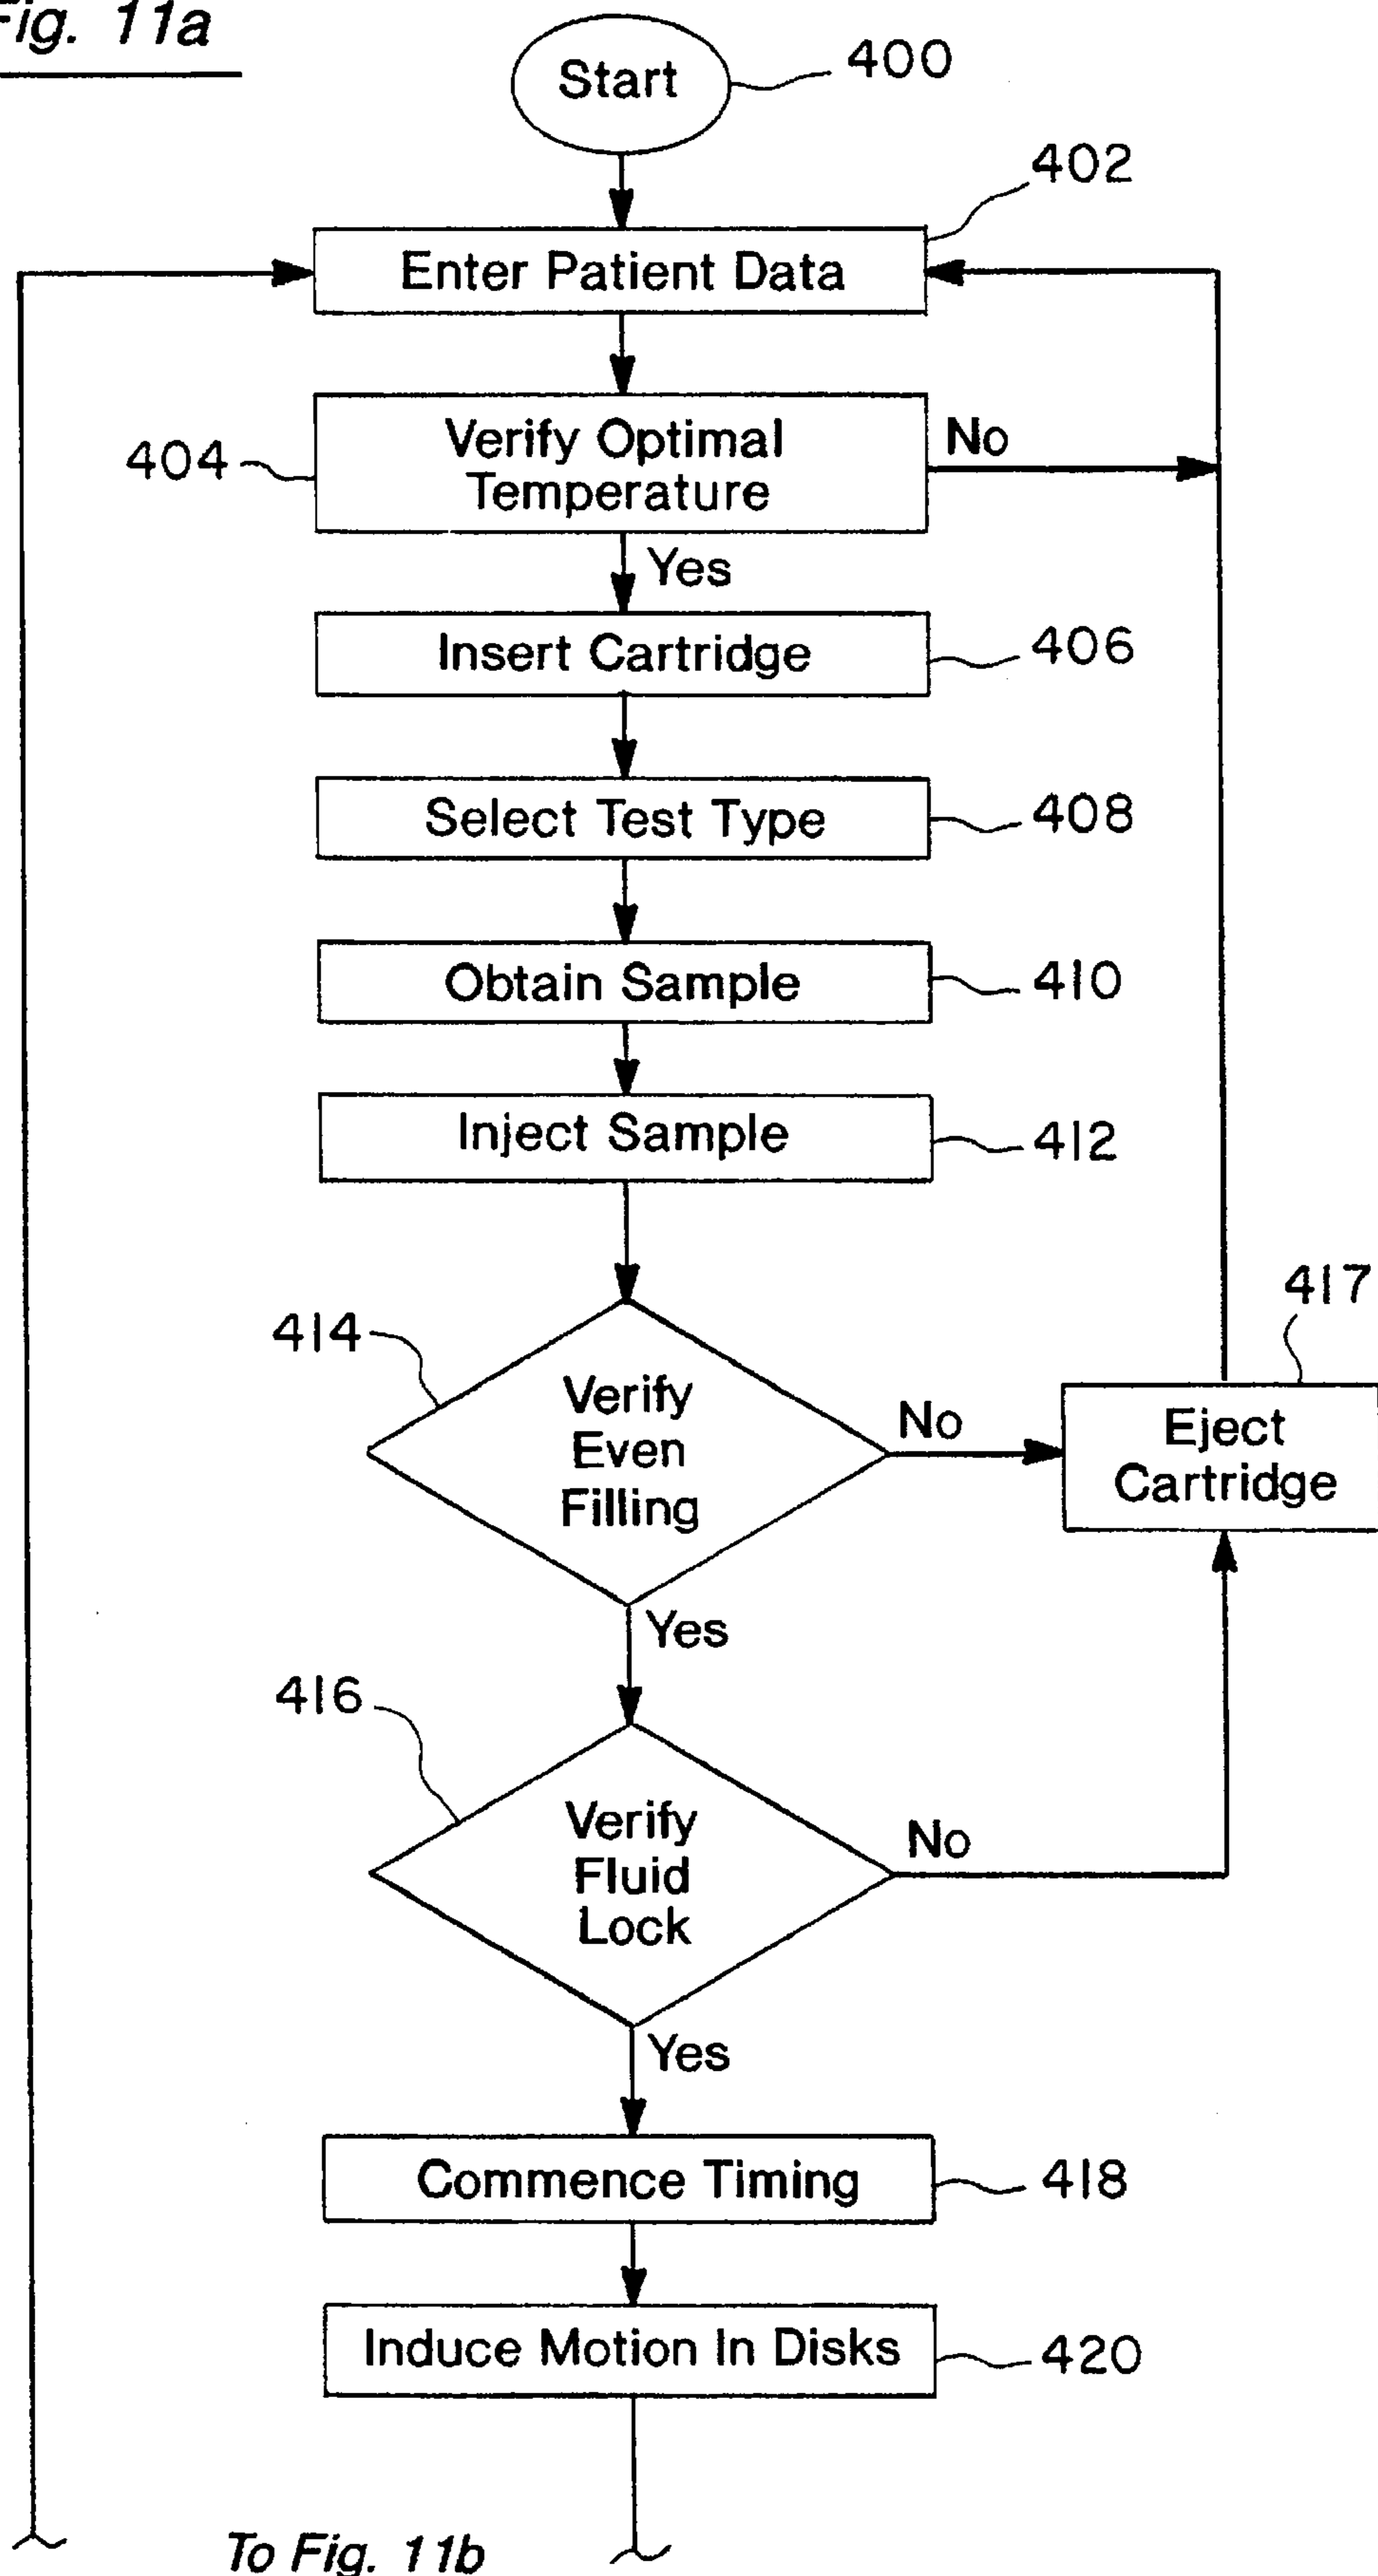 Fig. 11a
Start
400
402
Enter Patient Data
404
Verify Optimal
Temperature
No
Yes
Insert Cartridge
406
Select Test Type
408
Obtain Sample
410
Inject Sample
412
414
Verify
Even
Filling
No
417
Eject
Cartridge
Yes
416
Verify
Fluid
Lock
No
Yes
Commence Timing
418
Induce Motion In Disks
420
To Fig. 11b